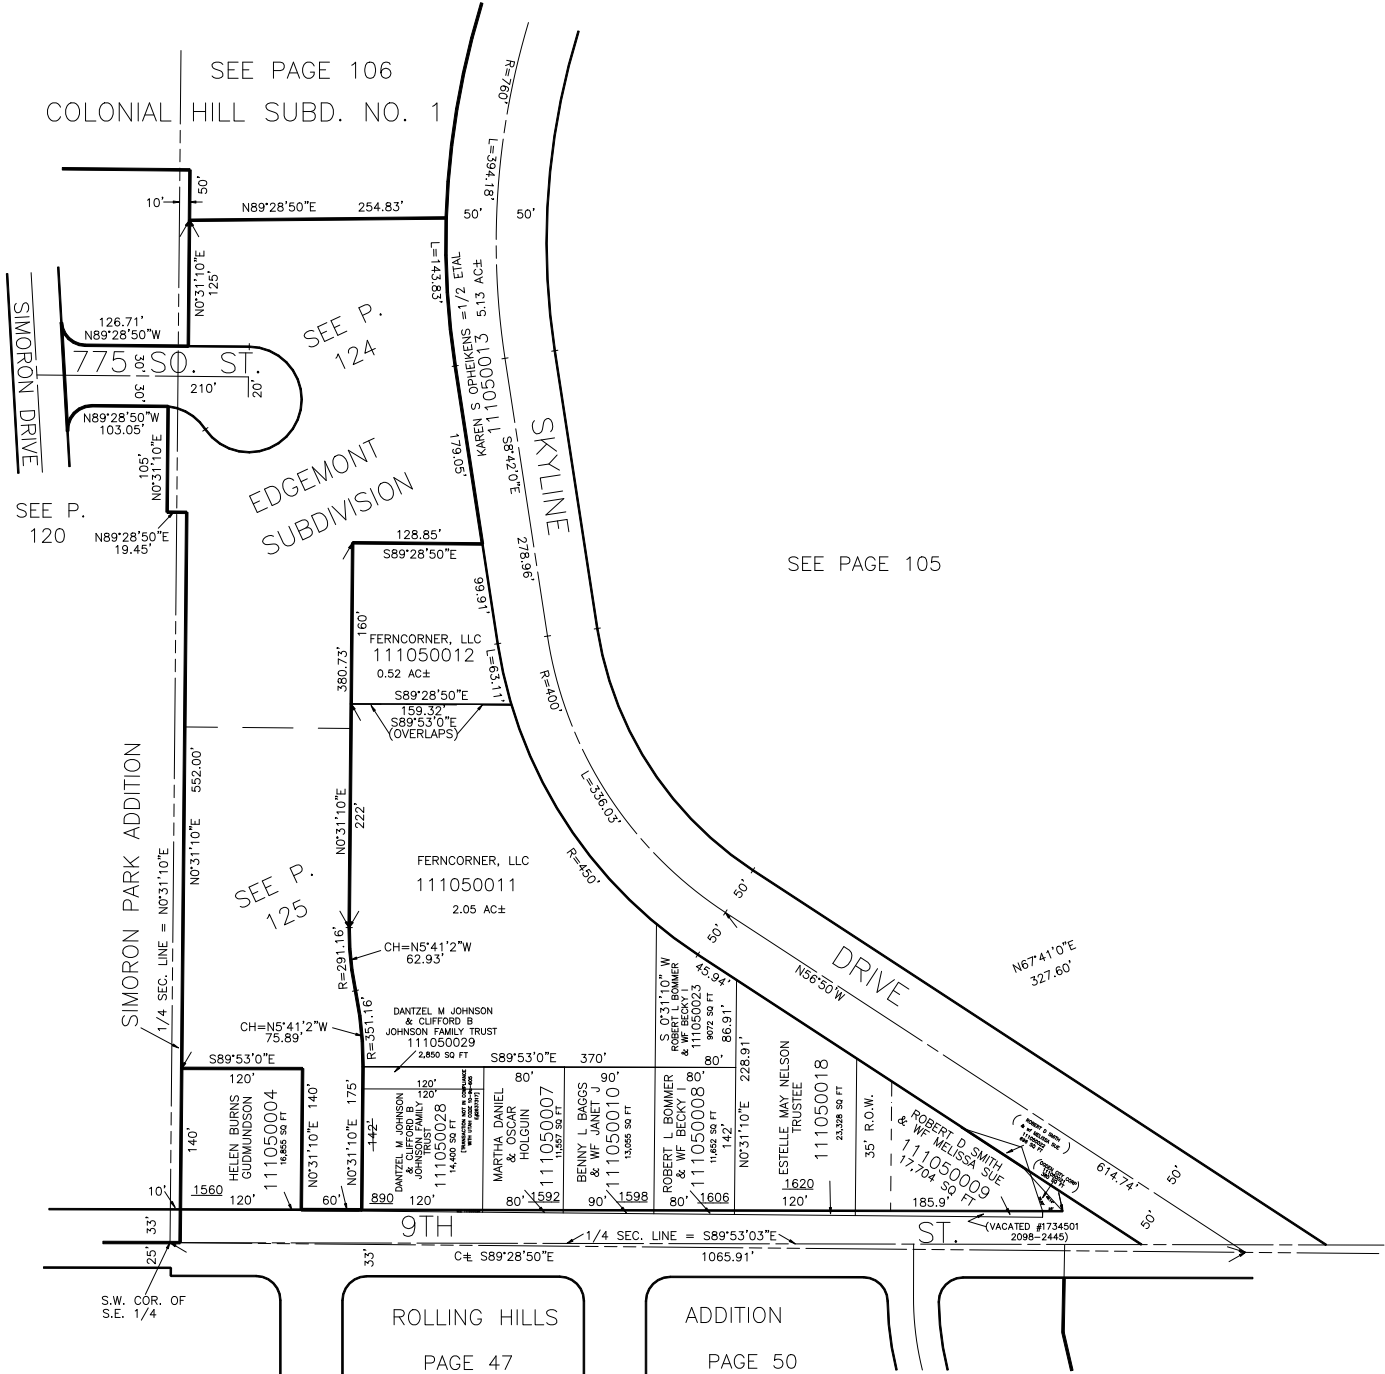 SEE PAGE 106
COLONIAL HILL SUBD. NO. 1
R=760'
L=394.18'
50'
10'
N89°28'50"E 254.83'
50' 50'
N0°31'10"E
125'
L=143.83'
KAREN S OPHEIKENS =1/2 ETAL
111050013 5.13 AC±
SEE P.
124
SIMORON DRIVE
126.71'
N89°28'50"W
775 SO. ST.
30'
30'
210'
20'
N89°28'50"W
103.05'
105'
N0°31'10"E
179.05'
S8°42'0"E
SKYLINE
EDGEMONT
SUBDIVISION
SEE P.
120
N89°28'50"E
19.45'
128.85'
S89°28'50"E
278.96'
SEE PAGE 105
99.91'
160'
FERNCORNER, LLC
111050012
0.52 AC±
L=63.11'
R=400'
380.73'
S89°28'50"E
159.32'
S89°53'0"E
(OVERLAPS)
SIMORON PARK ADDITION
552.00'
N0°31'10"E
1/4 SEC. LINE = N0°31'10"E
N0°31'10"E
222'
L=336.03'
R=450'
FERNCORNER, LLC
111050011
2.05 AC±
SEE P.
125
50'
50'
DRIVE
N56°50'W
N67°41'0"E
327.60'
R=291.16'
CH=N5°41'2"W
62.93'
45.94'
S 0°31'10" W
ROBERT L BOMMER
& WF BECKY I
111050023
9072 SQ FT
86.91'
80'
CH=N5°41'2"W
75.89'
R=351.16'
DANTZEL M JOHNSON
& CLIFFORD B
JOHNSON FAMILY TRUST
111050029
2,850 SQ FT
S89°53'0"E 370'
S89°53'0"E
120'
140'
HELEN BURNS
GUDMUNDSON
111050004
16,855 SQ FT
1560
120'
N0°31'10"E 140'
N0°31'10"E 175'
60'
142'
120'
120'
DANTZEL M JOHNSON
& CLIFFORD B
JOHNSON FAMILY
TRUST
111050028
14,400 SQ FT
890
120'
80'
MARTHA DANIEL
& OSCAR
HOLGUIN
111050007
11,557 SQ FT
80'
1592
90'
BENNY L BAGGS
& WF JANET J
111050010
13,055 SQ FT
90'
1598
80'
ROBERT L BOMMER
& WF BECKY I
111050008
11,652 SQ FT
142'
80'
1606
N0°31'10"E 228.91'
ESTELLE MAY NELSON
TRUSTEE
111050018
23,328 SQ FT
1620
120'
35' R.O.W.
ROBERT D SMITH
& WF MELISSA SUE
111050009
17,704 SQ FT
185.9'
614.74'
50'
50'
10'
33'
25'
9TH ST.
(VACATED #1734501
2098-2445)
1/4 SEC. LINE = S89°53'03"E
33'
S89°28'50"E 1065.91'
S.W. COR. OF
S.E. 1/4
ROLLING HILLS ADDITION
PAGE 47 PAGE 50